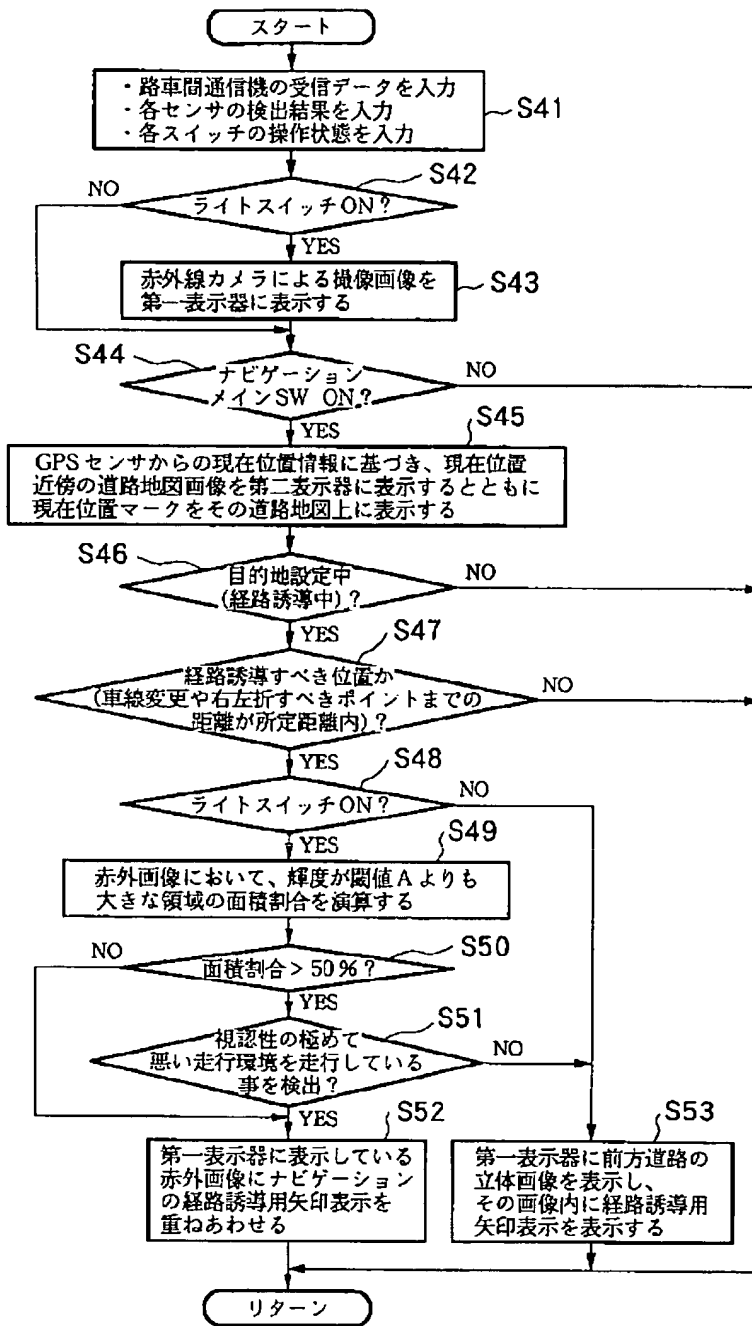 スタート
・路車間通信機の受信データを入力
・各センサの検出結果を入力
・各スイッチの操作状態を入力
S41
S42
NO
ライトスイッチON？
YES
赤外線カメラによる撮像画像を
第一表示器に表示する
S43
S44
ナビゲーション
メインSW ON？
NO
YES
S45
GPSセンサからの現在位置情報に基づき、現在位置
近傍の道路地図画像を第二表示器に表示するとともに
現在位置マークをその道路地図上に表示する
S46
目的地設定中
(経路誘導中)？
NO
YES
S47
経路誘導すべき位置か
(車線変更や右左折すべきポイントまでの
距離が所定距離内)？
NO
YES
S48
ライトスイッチON？
NO
YES
S49
赤外画像において、輝度が閾値Aよりも
大きな領域の面積割合を演算する
S50
NO
面積割合＞50％？
YES
S51
視認性の極めて
悪い走行環境を走行している
事を検出？
NO
YES
S52
第一表示器に表示している
赤外画像にナビゲーション
の経路誘導用矢印表示を
重ねあわせる
S53
第一表示器に前方道路の
立体画像を表示し、
その画像内に経路誘導用
矢印表示を表示する
リターン